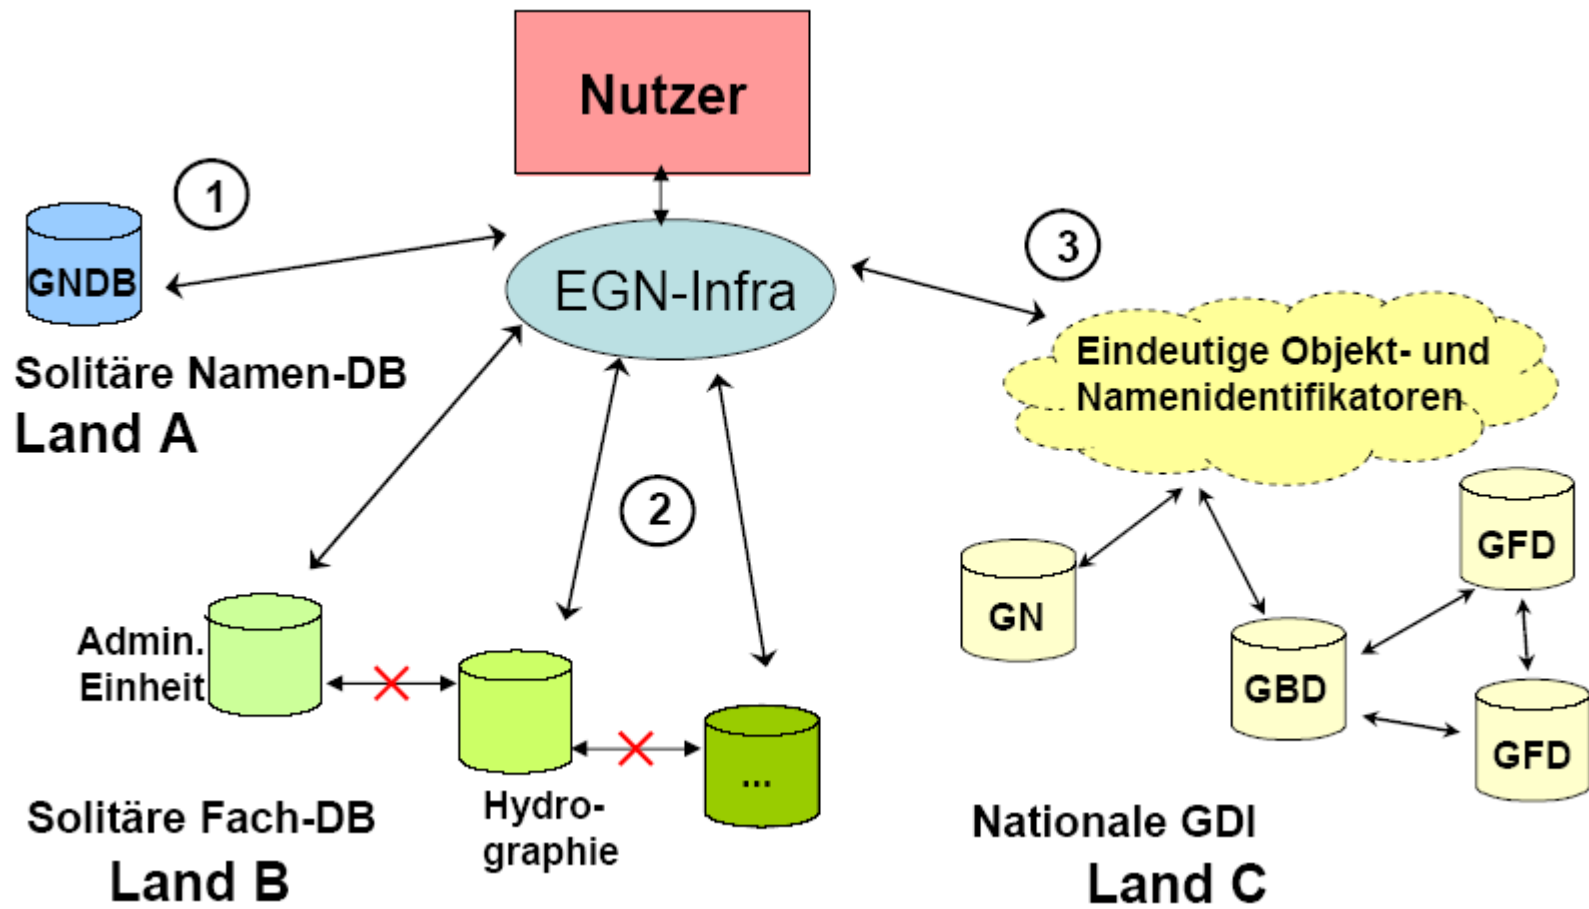 Nutzer
1
GNDB
Solitäre Namen-DB
Land A
EGN-Infra
3
Eindeutige Objekt- und
Namenidentifikatoren
2
Admin.
Einheit
Hydro-
graphie
...
Solitäre Fach-DB
Land B
GN
GBD
GFD
GFD
Nationale GDI
Land C